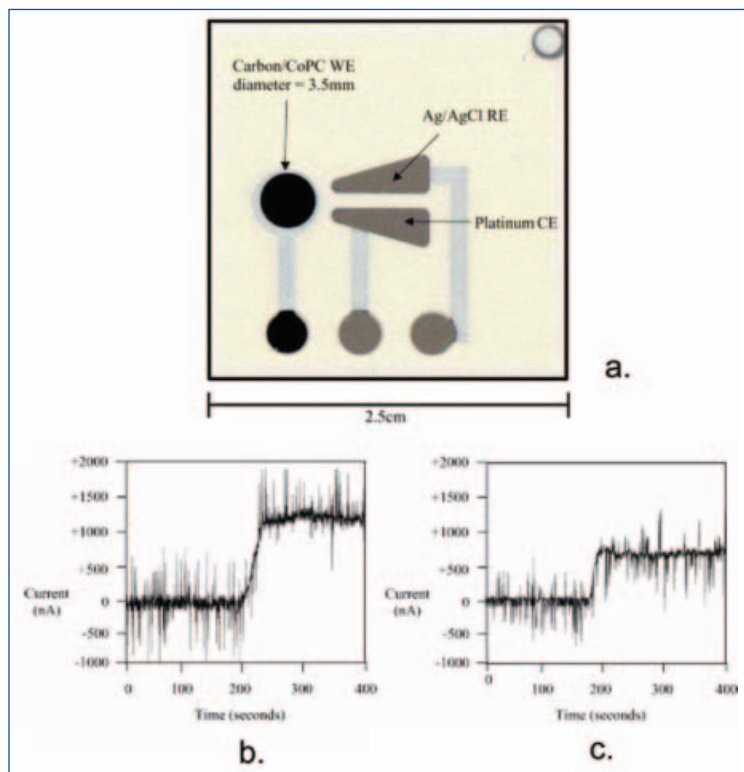 Carbon/CoPC WE
diameter = 3.5mm
Ag/AgCl RE
Platinum CE
a.
2.5cm
+2000
+1500
+1000
+500
Current
(nA)
0
-500
-1000
0 100 200 300 400
Time (seconds)
b.
+2000
+1500
+1000
+500
Current
(nA)
0
-500
-1000
0 100 200 300 400
Time (seconds)
c.